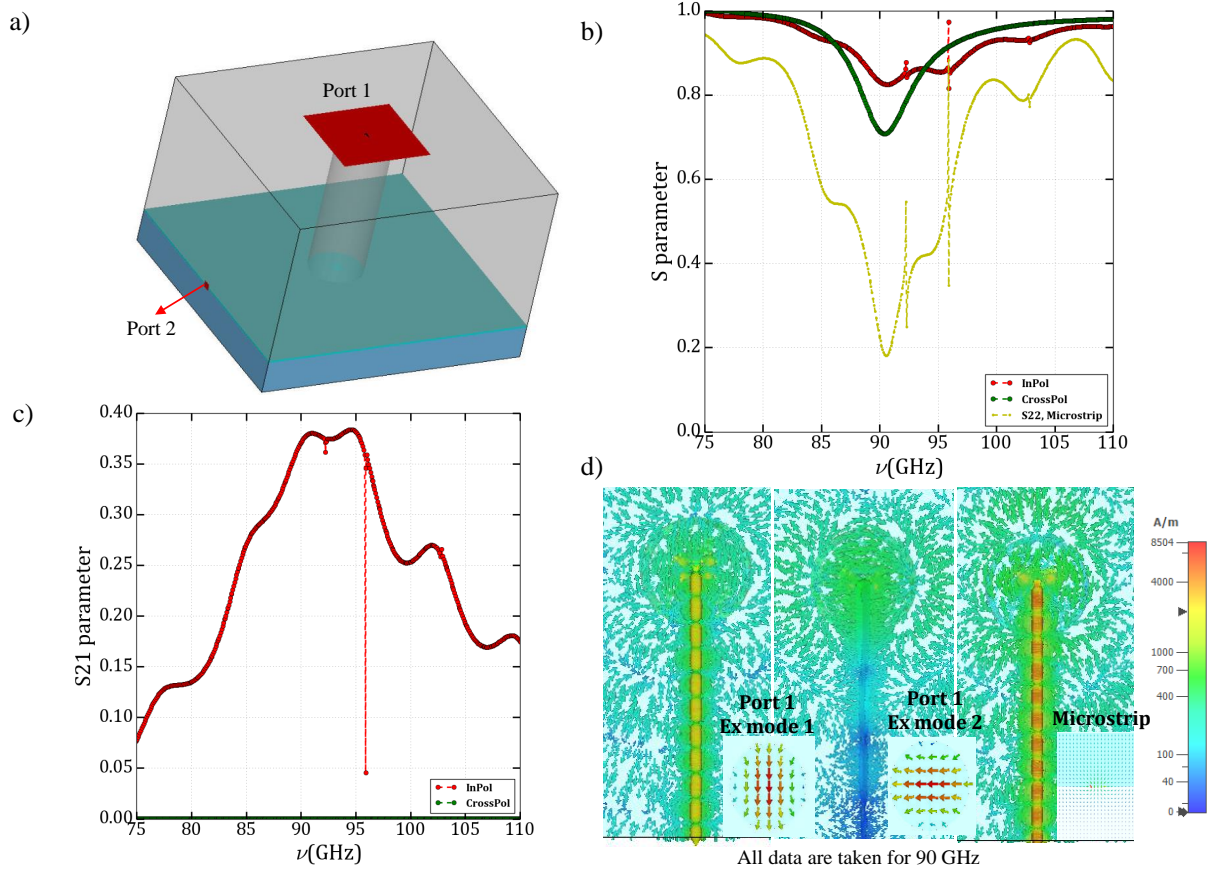 a)
Port 1
Port 2
b)
S parameter
1.0
0.8
0.6
0.4
0.2
0.0
75 80 85 90 95 100 105 110
ν(GHz)
InPol
CrossPol
S22, Microstrip
c)
S21 parameter
0.40
0.35
0.30
0.25
0.20
0.15
0.10
0.05
0.00
75 80 85 90 95 100 105 110
ν(GHz)
InPol
CrossPol
d)
Port 1
Ex mode 1
Port 1
Ex mode 2
Microstrip
A/m
8504
4000
1000
700
400
100
40
0
All data are taken for 90 GHz